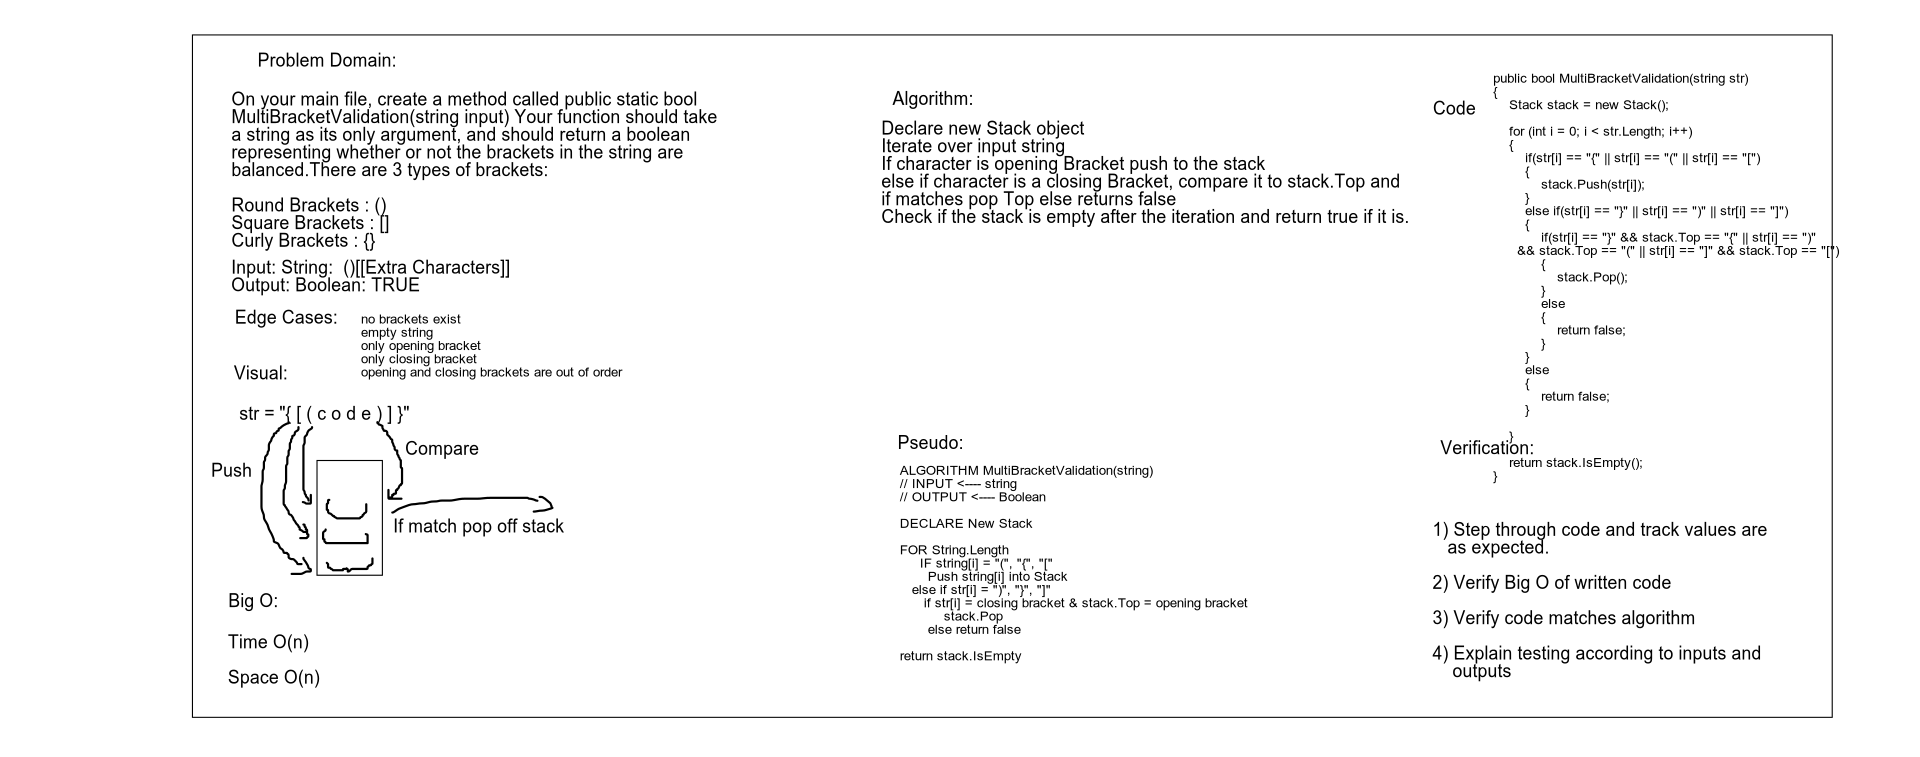 Problem Domain:
On your main file, create a method called public static bool
MultiBracketValidation(string input) Your function should take
a string as its only argument, and should return a boolean
representing whether or not the brackets in the string are
balanced.There are 3 types of brackets:
Round Brackets : ()
Square Brackets : []
Curly Brackets : {}
Input: String:  ()[[Extra Characters]]
Output: Boolean: TRUE
Edge Cases:
no brackets exist
empty string
only opening bracket
only closing bracket
opening and closing brackets are out of order
Visual:
str = "{ [ ( c o d e ) ] }"
Push
Compare
If match pop off stack
Big O:
Time O(n)
Space O(n)
Algorithm:
Declare new Stack object
Iterate over input string
If character is opening Bracket push to the stack
else if character is a closing Bracket, compare it to stack.Top and
if matches pop Top else returns false
Check if the stack is empty after the iteration and return true if it is.
Pseudo:
ALGORITHM MultiBracketValidation(string)
// INPUT <---- string
// OUTPUT <---- Boolean
DECLARE New Stack
FOR String.Length
IF string[i] = "(", "{", "["
Push string[i] into Stack
else if str[i] = ")", "}", "]"
if str[i] = closing bracket & stack.Top = opening bracket
stack.Pop
else return false
return stack.IsEmpty
Code
public bool MultiBracketValidation(string str)
{
Stack stack = new Stack();
for (int i = 0; i < str.Length; i++)
{
if(str[i] == "{" || str[i] == "(" || str[i] == "[")
{
stack.Push(str[i]);
}
else if(str[i] == "}" || str[i] == ")" || str[i] == "]")
{
if(str[i] == "}" && stack.Top == "{" || str[i] == ")"
&& stack.Top == "(" || str[i] == "]" && stack.Top == "[")
{
stack.Pop();
}
else
{
return false;
}
}
else
{
return false;
}
}
return stack.IsEmpty();
}
Verification:
1) Step through code and track values are
as expected.
2) Verify Big O of written code
3) Verify code matches algorithm
4) Explain testing according to inputs and
outputs